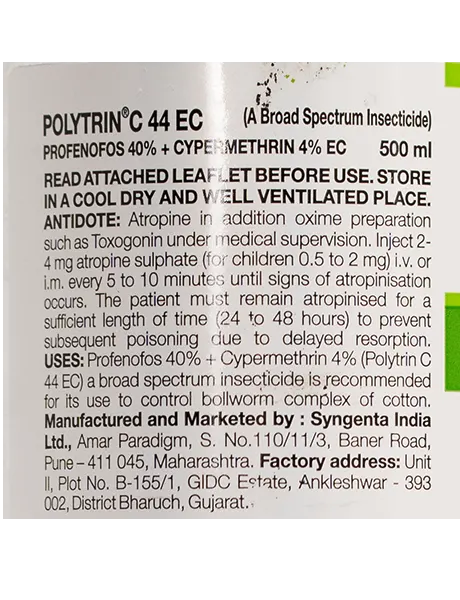 POLYTRIN®C 44 EC (A Broad Spectrum Insecticide)
PROFENOFOS 40% + CYPERMETHRIN 4% EC 500 ml
READ ATTACHED LEAFLET BEFORE USE. STORE
IN A COOL DRY AND WELL VENTILATED PLACE.
ANTIDOTE: Atropine in addition oxime preparation
such as Toxogonin under medical supervision. Inject 2-
4 mg atropine sulphate (for children 0.5 to 2 mg) i.v. or
i.m. every 5 to 10 minutes until signs of atropinisation
occurs. The patient must remain atropinised for a
sufficient length of time (24 to 48 hours) to prevent
subsequent poisoning due to delayed resorption.
USES: Profenofos 40% + Cypermethrin 4% (Polytrin C
44 EC) a broad spectrum insecticide is recommended
for its use to control bollworm complex of cotton.
Manufactured and Marketed by : Syngenta India
Ltd., Amar Paradigm, S. No.110/11/3, Baner Road,
Pune – 411 045, Maharashtra. Factory address: Unit
II, Plot No. B-155/1, GIDC Estate, Ankleshwar - 393
002, District Bharuch, Gujarat.